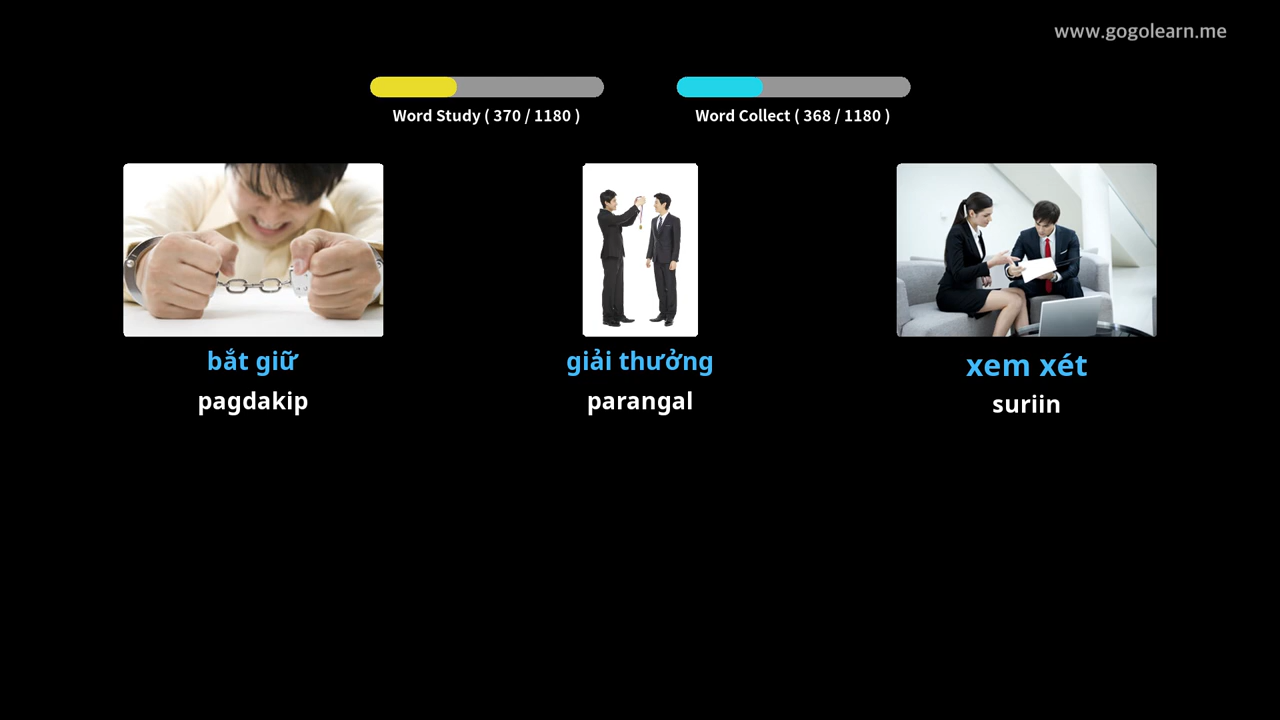 www.gogolearn.me
Word Study ( 370 / 1180 )
Word Collect ( 368 / 1180 )
bắt giữ
pagdakip
giải thưởng
parangal
xem xét
suriin